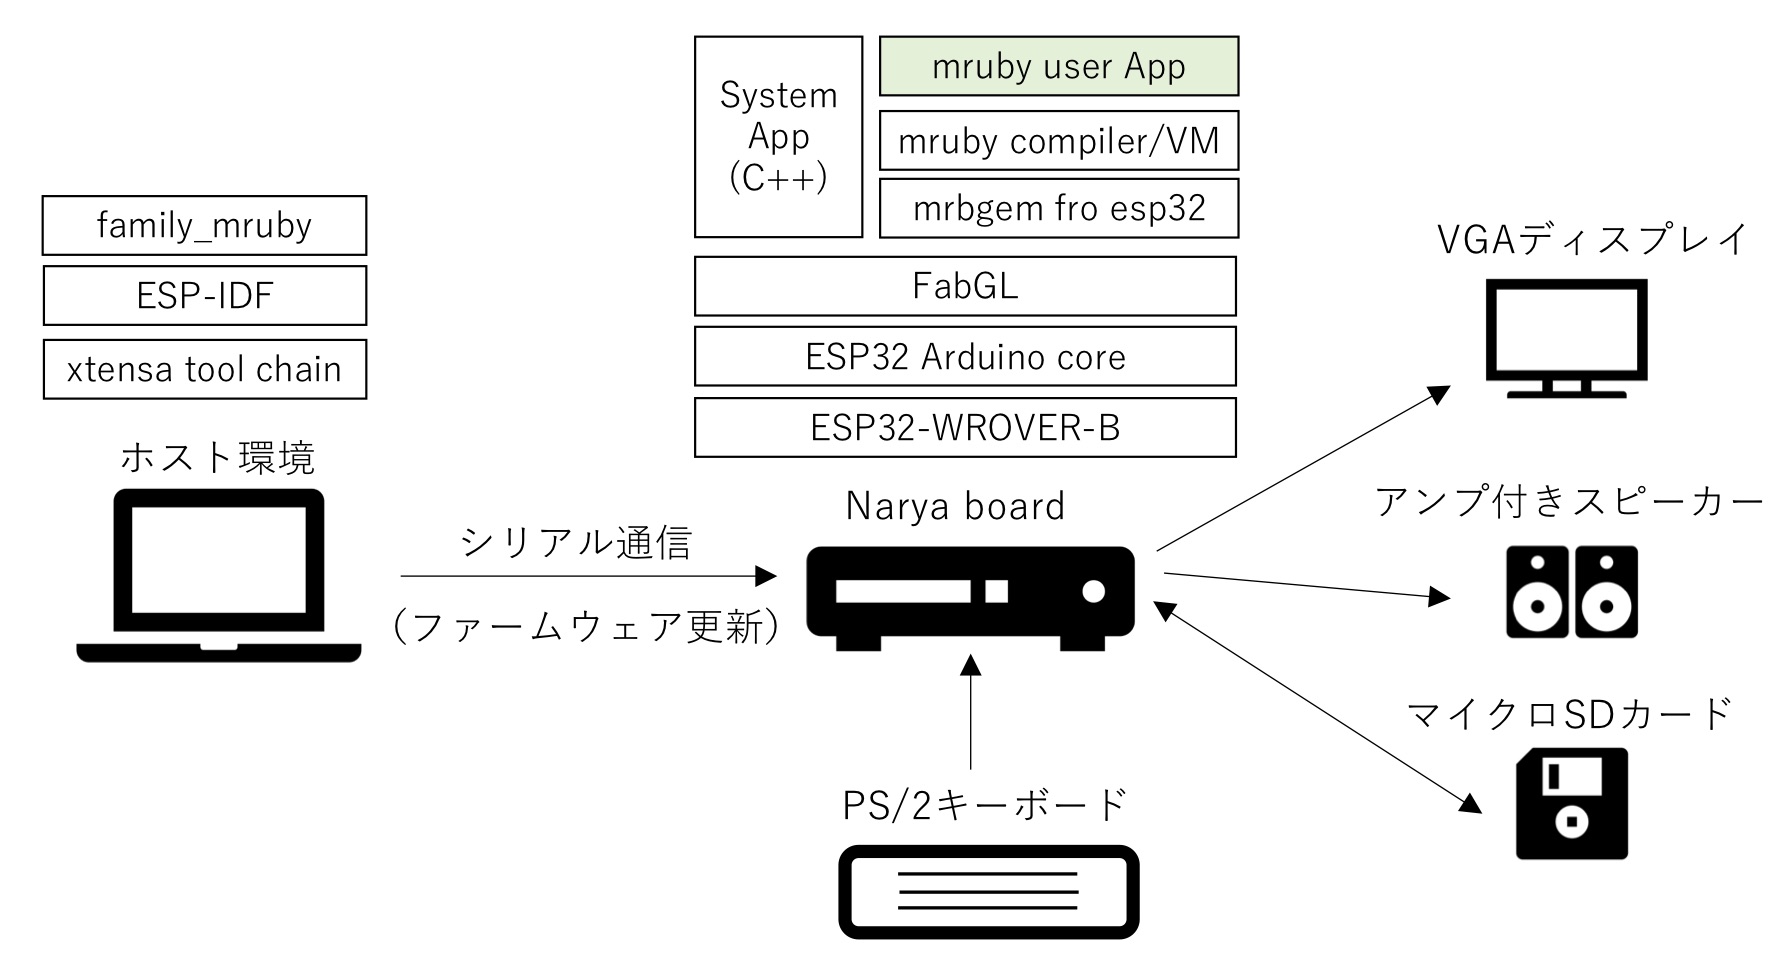 System
App
(C++)
mruby user App
mruby compiler/VM
mrbgem fro esp32
FabGL
ESP32 Arduino core
ESP32-WROVER-B
Narya board
family_mruby
ESP-IDF
xtensa tool chain
ホスト環境
シリアル通信
(ファームウェア更新)
PS/2キーボード
VGAディスプレイ
アンプ付きスピーカー
マイクロSDカード